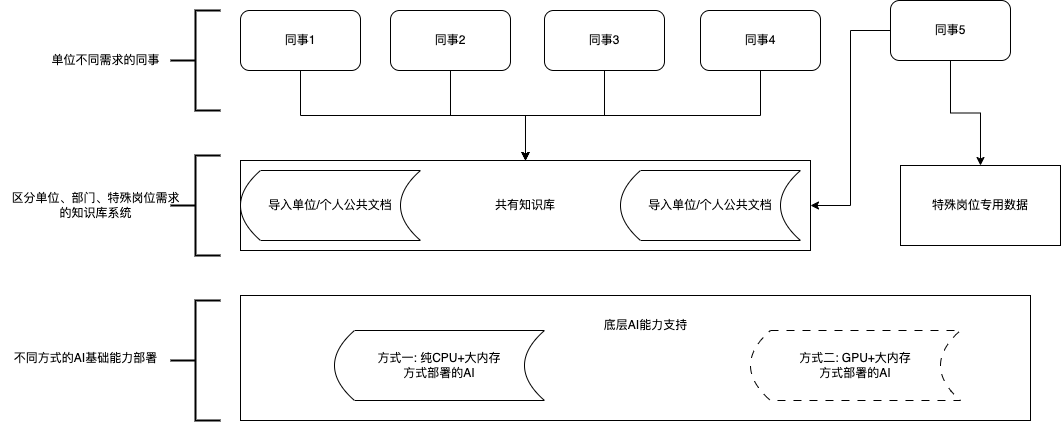 单位不同需求的同事
同事1
同事2
同事3
同事4
同事5
区分单位、部门、特殊岗位需求
的知识库系统
导入单位/个人公共文档
共有知识库
导入单位/个人公共文档
特殊岗位专用数据
不同方式的AI基础能力部署
底层AI能力支持
方式一: 纯CPU+大内存
方式部署的AI
方式二: GPU+大内存
方式部署的AI